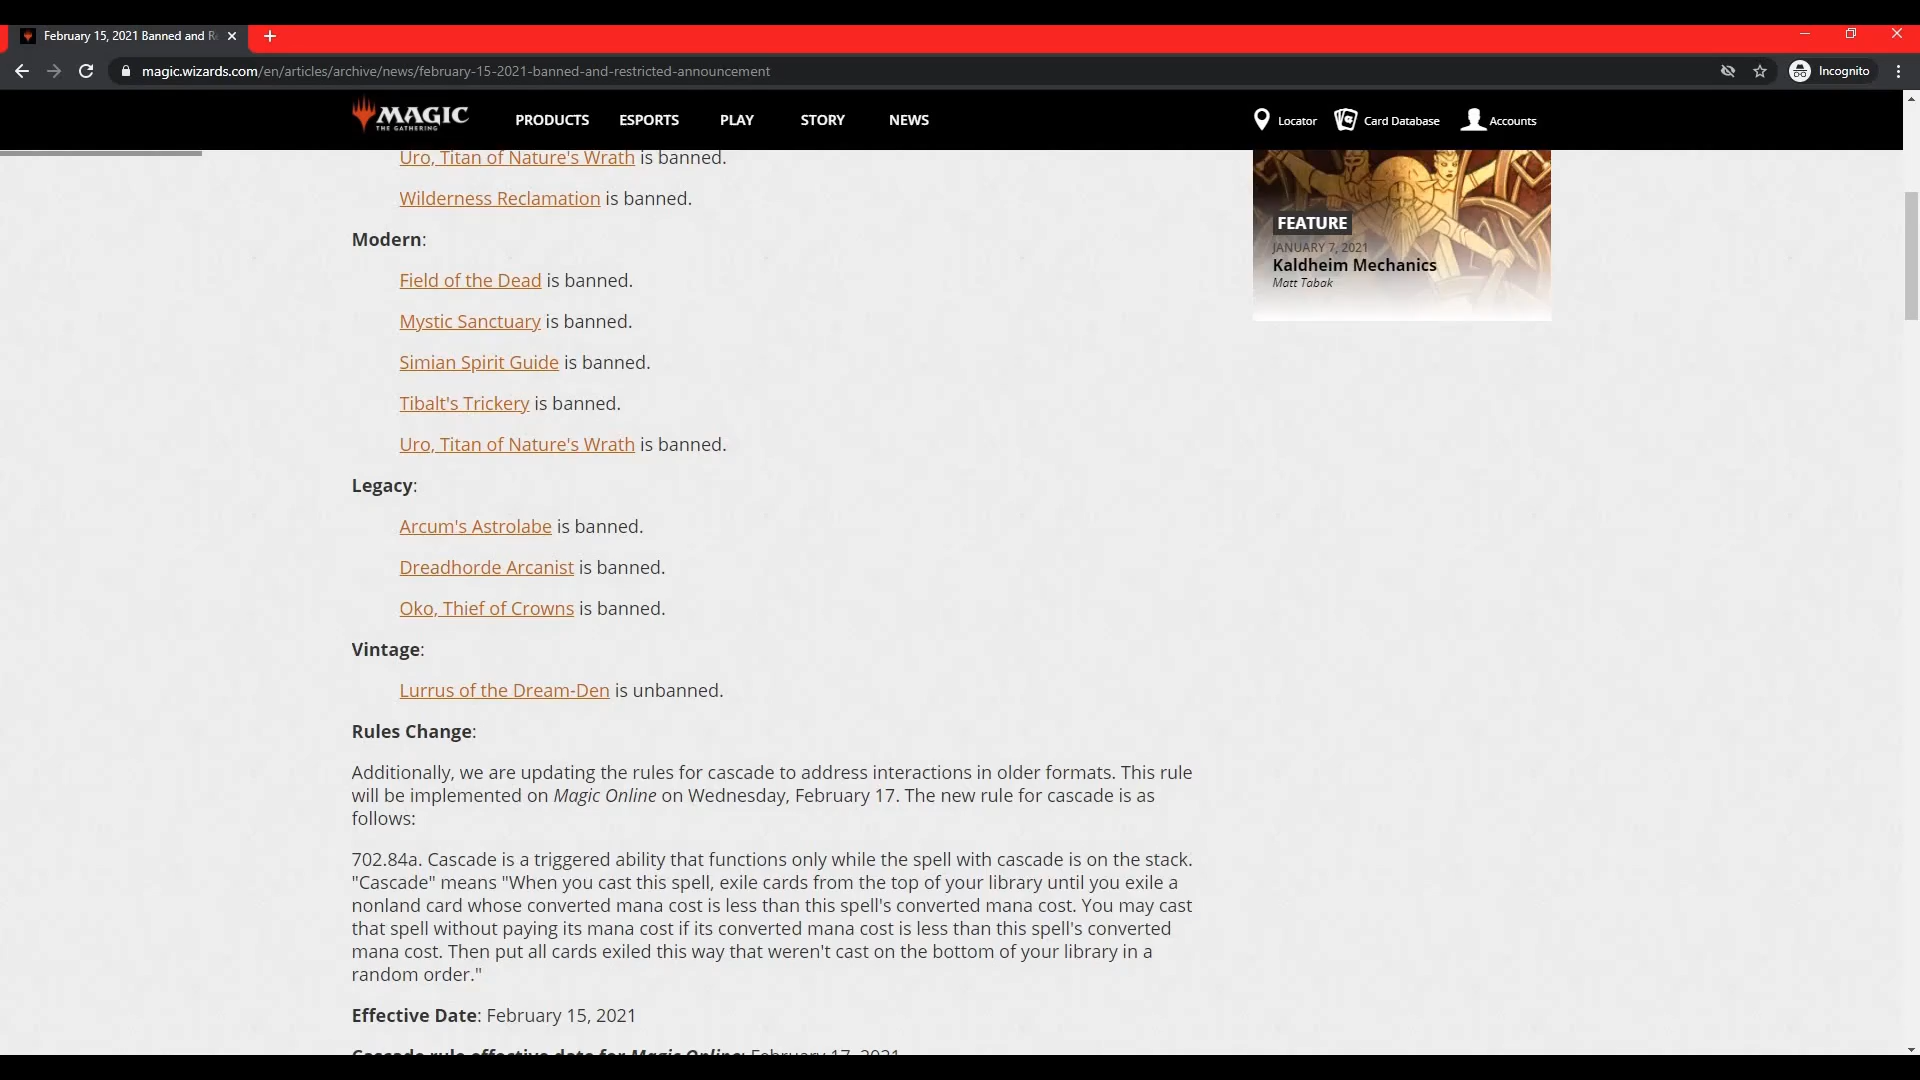 February 15, 2021 Banned and R
magic.wizards.com/en/articles/archive/news/february-15-2021-banned-and-restricted-announcement
Incognito
MAGIC
THE GATHERING
PRODUCTS
ESPORTS
PLAY
STORY
NEWS
Locator
Card Database
Accounts
Uro, Titan of Nature's Wrath is banned.
Wilderness Reclamation is banned.
Modern:
Field of the Dead is banned.
Mystic Sanctuary is banned.
Simian Spirit Guide is banned.
Tibalt's Trickery is banned.
Uro, Titan of Nature's Wrath is banned.
Legacy:
Arcum's Astrolabe is banned.
Dreadhorde Arcanist is banned.
Oko, Thief of Crowns is banned.
Vintage:
Lurrus of the Dream-Den is unbanned.
Rules Change:
Additionally, we are updating the rules for cascade to address interactions in older formats. This rule
will be implemented on Magic Online on Wednesday, February 17. The new rule for cascade is as
follows:
702.84a. Cascade is a triggered ability that functions only while the spell with cascade is on the stack.
"Cascade" means "When you cast this spell, exile cards from the top of your library until you exile a
nonland card whose converted mana cost is less than this spell's converted mana cost. You may cast
that spell without paying its mana cost if its converted mana cost is less than this spell's converted
mana cost. Then put all cards exiled this way that weren't cast on the bottom of your library in a
random order."
Effective Date: February 15, 2021
Cascade rule effective date for Magic Online: February 17, 2021
FEATURE
JANUARY 7, 2021
Kaldheim Mechanics
Matt Tabak